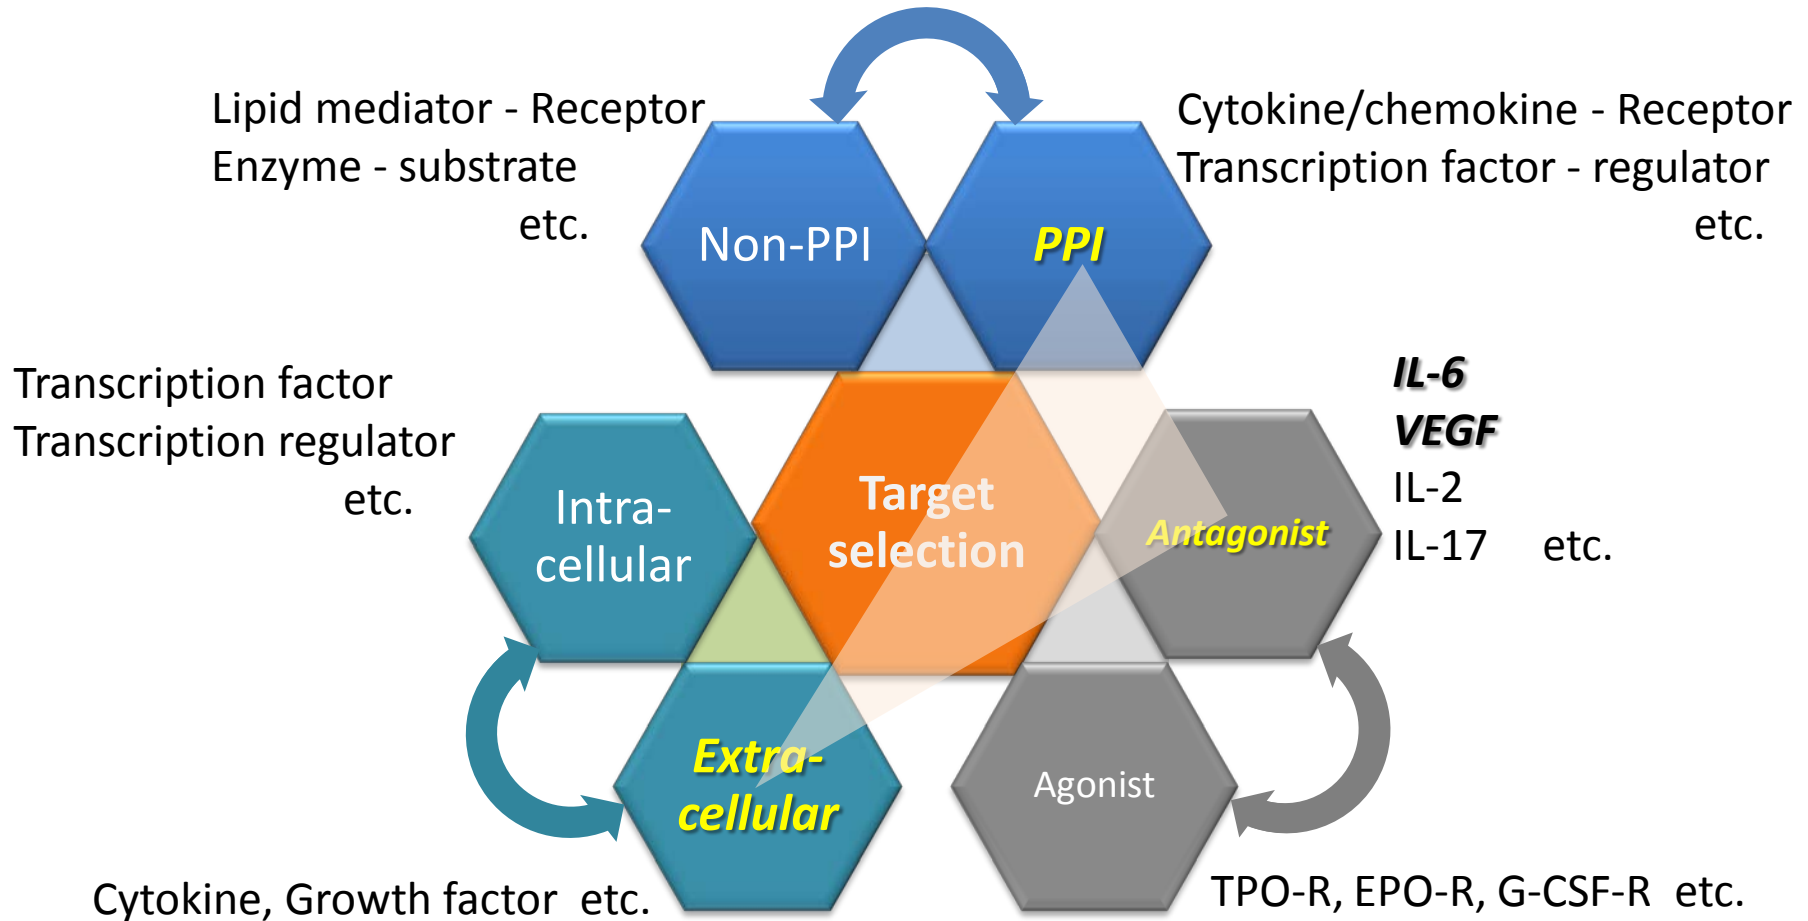 Lipid mediator - Receptor
Enzyme - substrate
etc.
Cytokine/chemokine - Receptor
Transcription factor - regulator
etc.
Non-PPI
PPI
Transcription factor
Transcription regulator
etc.
IL-6
VEGF
IL-2
IL-17 etc.
Intra-
cellular
Target
selection
Antagonist
Extra-
cellular
Agonist
Cytokine, Growth factor etc.
TPO-R, EPO-R, G-CSF-R etc.